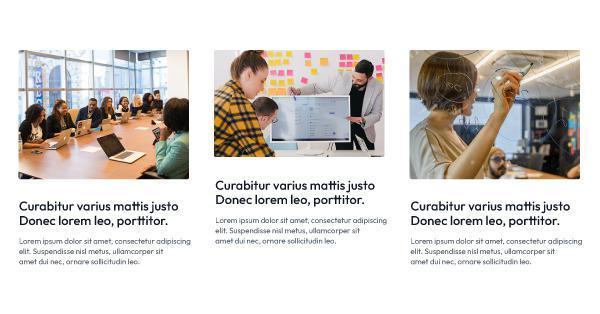 Curabitur varius mattis justo
Donec lorem leo, porttitor.
Lorem ipsum dolor sit amet, consectetur adipiscing
elit. Suspendisse nisl metus, ullamcorper sit
amet dui nec, ornare sollicitudin leo.
Curabitur varius mattis justo
Donec lorem leo, porttitor.
Lorem ipsum dolor sit amet, consectetur adipiscing
elit. Suspendisse nisl metus, ullamcorper sit
amet dui nec, ornare sollicitudin leo.
Curabitur varius mattis justo
Donec lorem leo, porttitor.
Lorem ipsum dolor sit amet, consectetur adipiscing
elit. Suspendisse nisl metus, ullamcorper sit
amet dui nec, ornare sollicitudin leo.